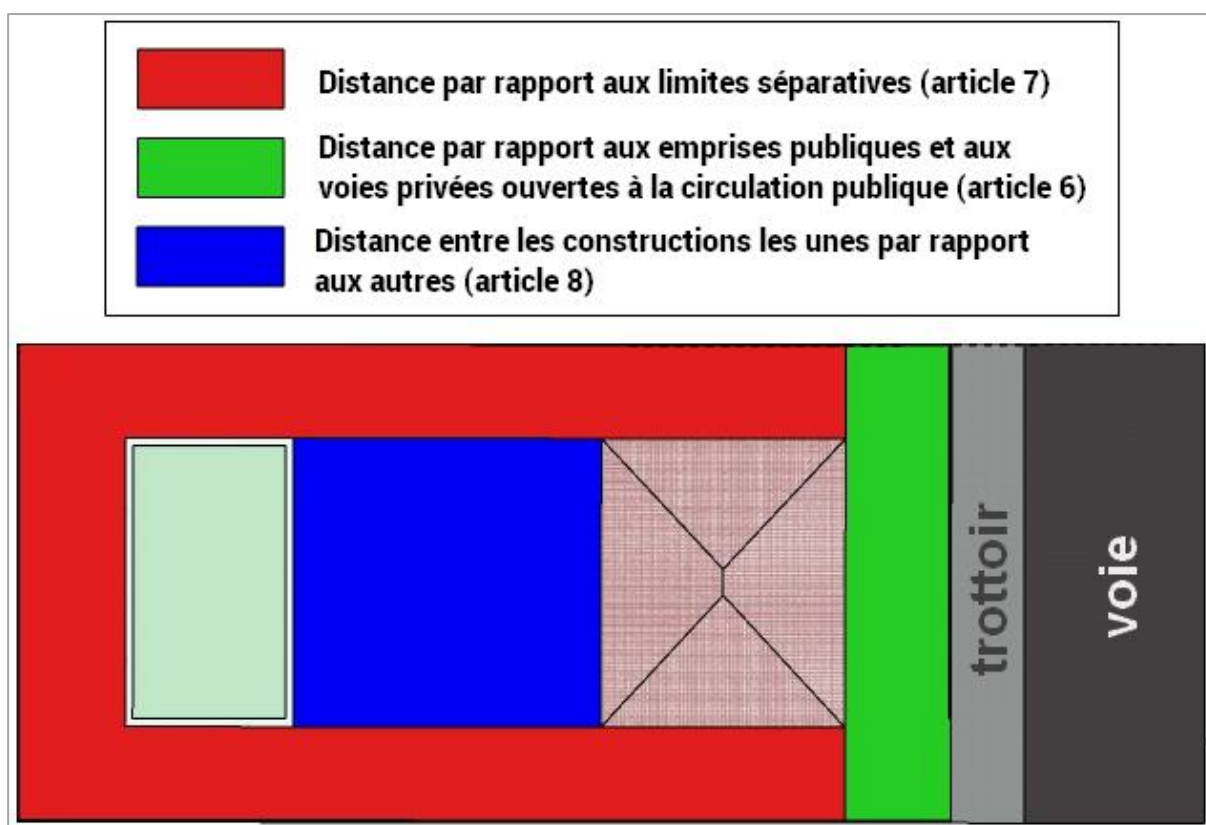 Distance par rapport aux limites séparatives (article 7)
Distance par rapport aux emprises publiques et aux
voies privées ouvertes à la circulation publique (article 6)
Distance entre les constructions les unes par rapport
aux autres (article 8)
trottoir
voie